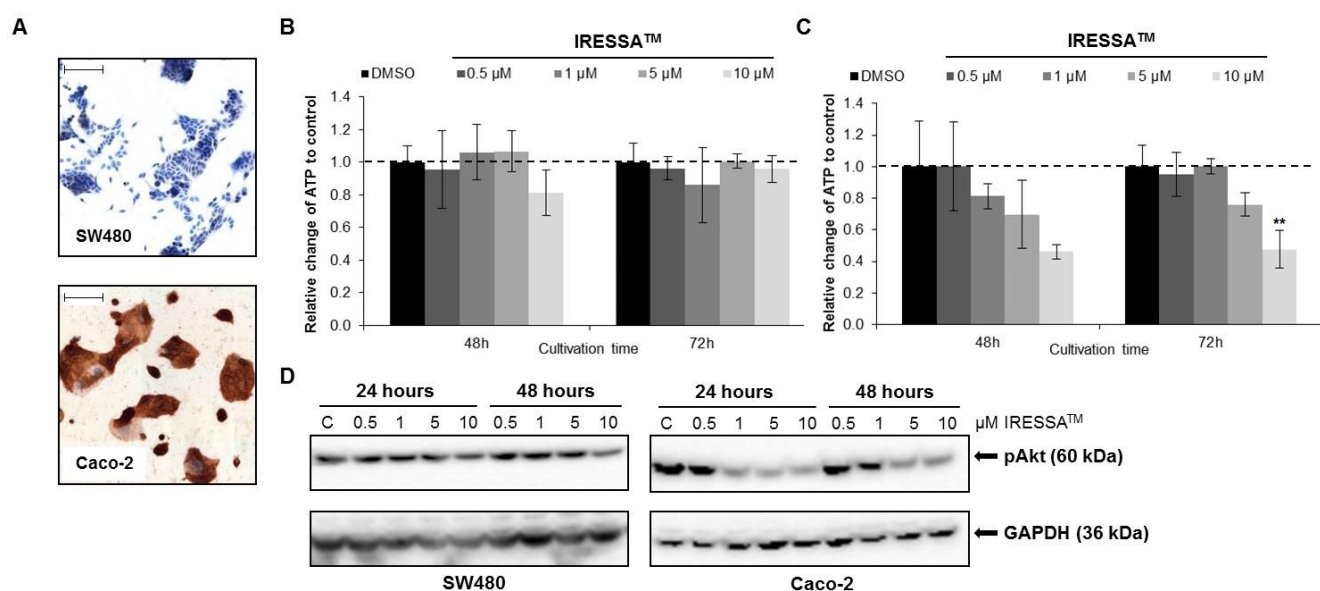 A
SW480
Caco-2
B
IRESSA™
DMSO 0.5 µM 1 µM 5 µM 10 µM
Relative change of ATP to control
1.4
1.2
1.0
0.8
0.6
0.4
0.2
0.0
48h Cultivation time 72h
C
IRESSA™
DMSO 0.5 µM 1 µM 5 µM 10 µM
Relative change of ATP to control
1.4
1.2
1.0
0.8
0.6
0.4
0.2
0.0
**
48h Cultivation time 72h
D
24 hours 48 hours
C 0.5 1 5 10 0.5 1 5 10
24 hours 48 hours
C 0.5 1 5 10 0.5 1 5 10 µM IRESSA™
pAkt (60 kDa)
GAPDH (36 kDa)
SW480
Caco-2